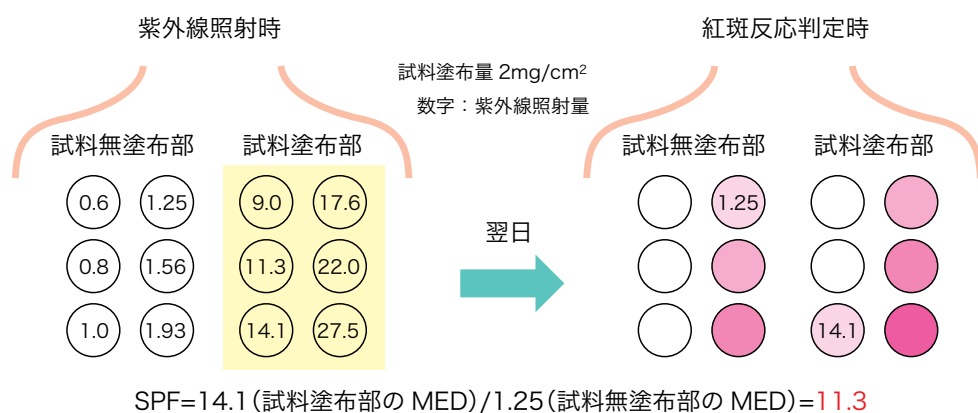 紫外線照射時
紅斑反応判定時
試料塗布量 2mg/cm²
数字：紫外線照射量
試料無塗布部
試料塗布部
0.6
1.25
9.0
17.6
0.8
1.56
11.3
22.0
1.0
1.93
14.1
27.5
翌日
試料無塗布部
試料塗布部
1.25
14.1
SPF=14.1(試料塗布部の MED)/1.25(試料無塗布部の MED)=11.3